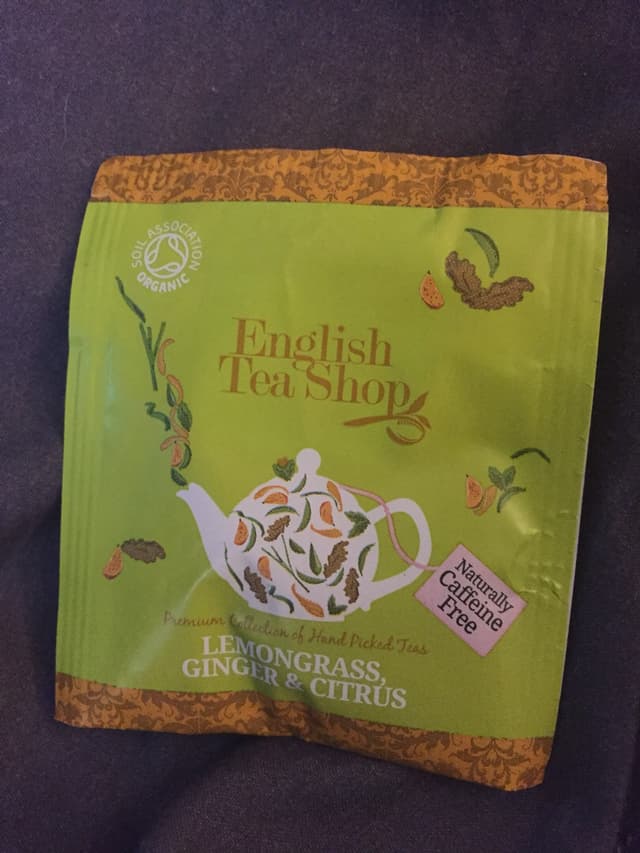 SOIL ASSOCIATION
ORGANIC
English
Tea Shop
Naturally
Caffeine
Free
Premium Collection of Hand Picked Teas
LEMONGRASS,
GINGER & CITRUS